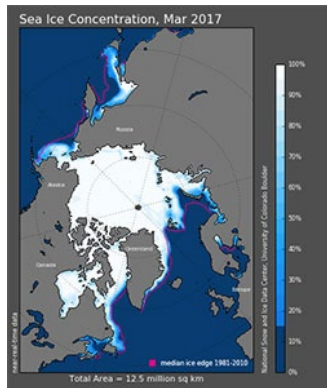 Sea Ice Concentration, Mar 2017
Russia
Alaska
Greenland
Canada
Europe
near-real-time data
median ice edge 1981-2010
Total Area = 12.5 million sq km
100%
90%
80%
70%
60%
50%
40%
30%
20%
10%
0%
National Snow and Ice Data Center, University of Colorado Boulder